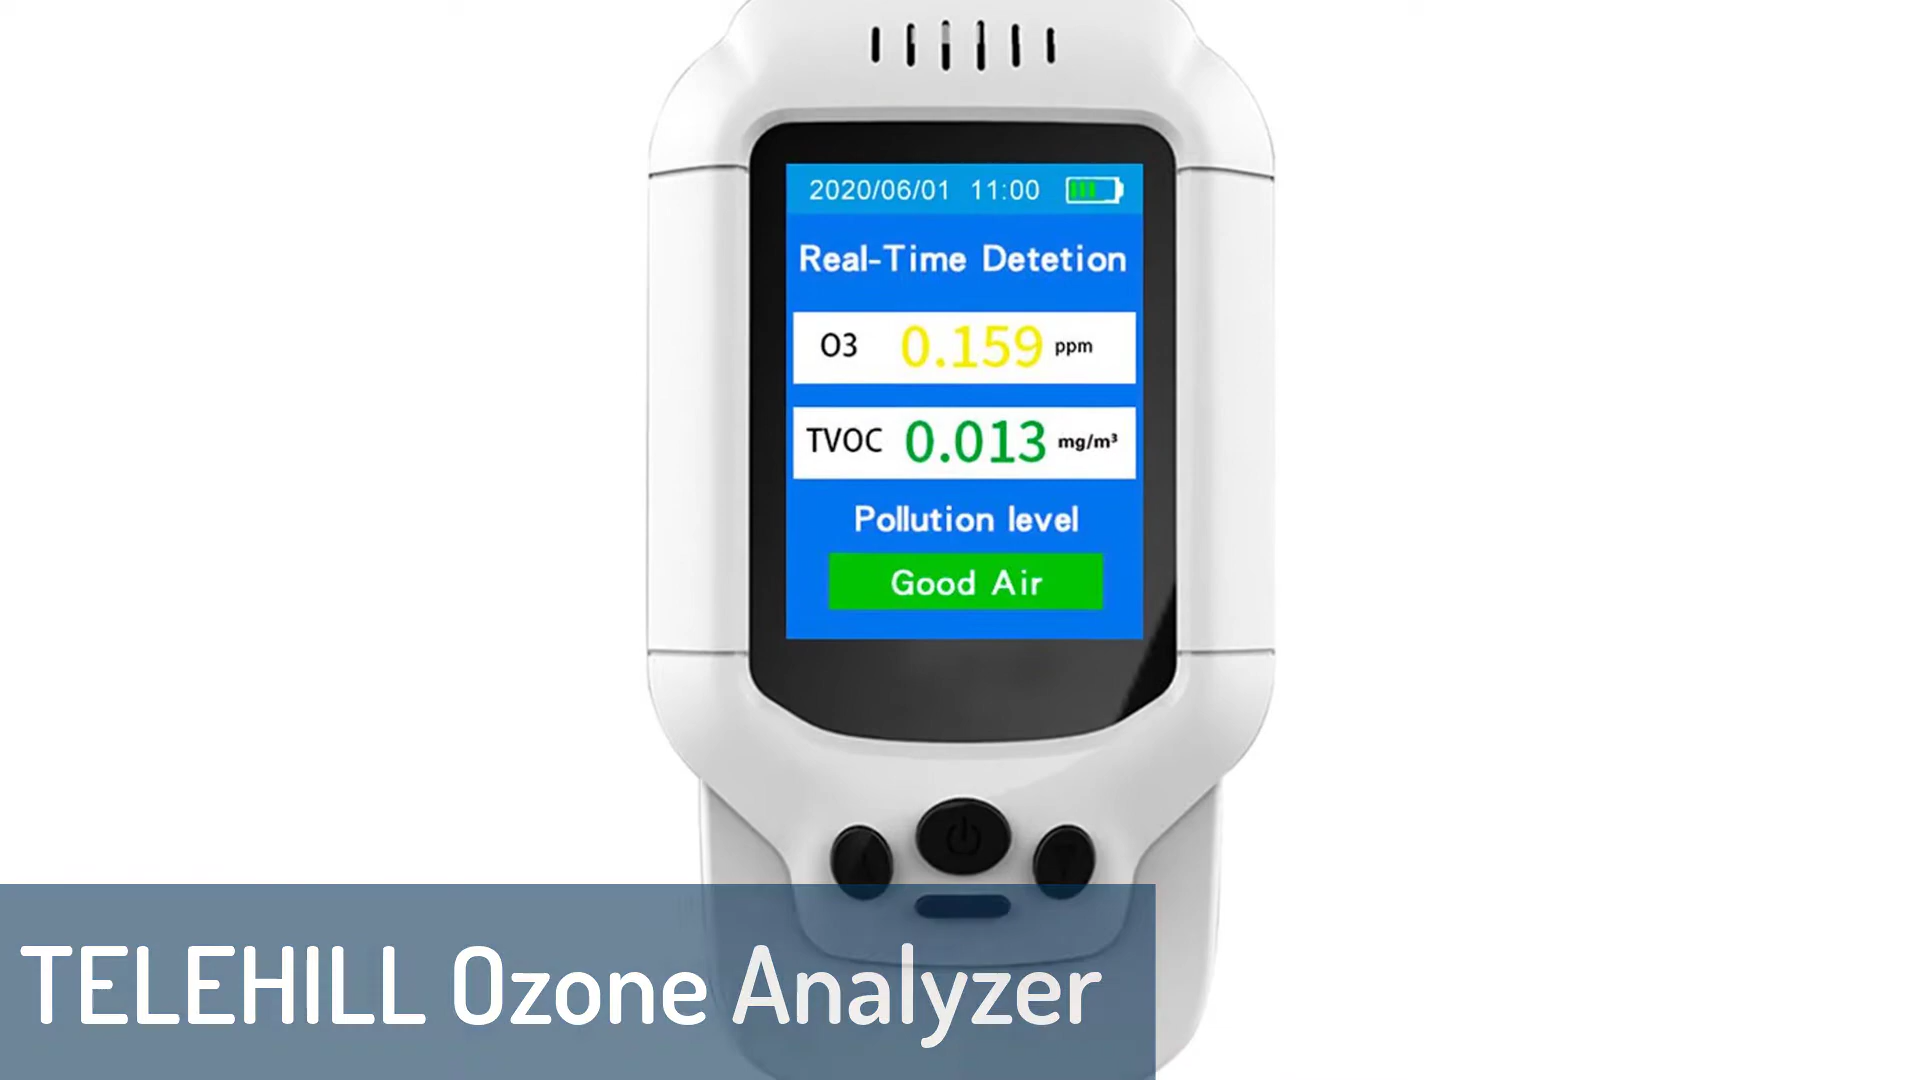 2020/06/01 11:00
Real-Time Detetion
O3 0.159 ppm
TVOC 0.013 mg/m³
Pollution level
Good Air
TELEHILL Ozone Analyzer